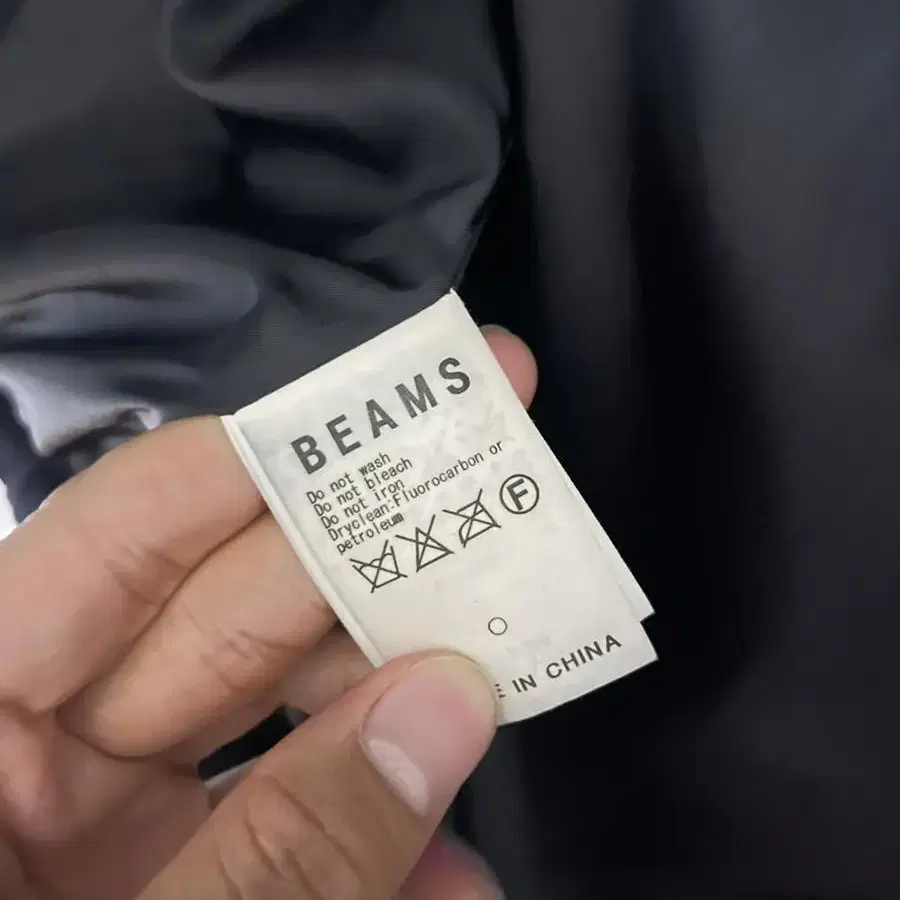 BEAMS
Do not wash
Do not bleach
Do not iron
Dryclean:Fluorocarbon or
petroleum
F
IN CHINA